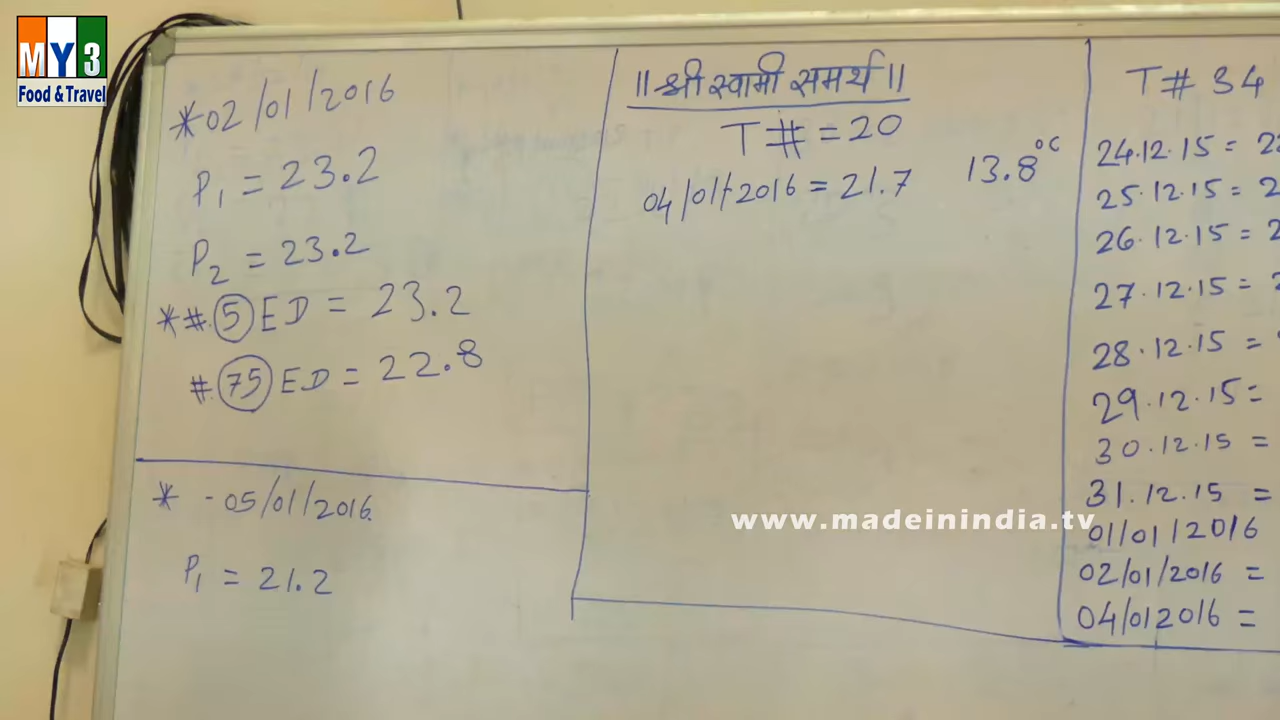 MY3
Food & Travel
*02/01/2016
P1 = 23.2
P2 = 23.2
*#.5 ED = 23.2
#.75 ED = 22.8
* -05/01/2016.
P1 = 21.2
॥ श्री स्वामी समर्थ ॥
T# = 20
04/01/2016 = 21.7 13.8°C
T# 34
24.12.15 = 2
25.12.15 = 2
26.12.15 = 2
27.12.15 =
28.12.15 =
29.12.15=
30.12.15 =
31.12.15 =
01/01/2016
02/01/2016 =
04/012016 =
www.madeinindia.tv